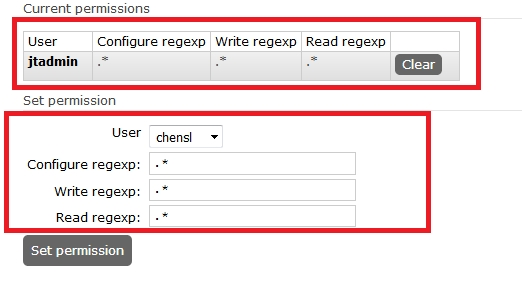 Current permissions
User Configure regexp Write regexp Read regexp
jtadmin .* .* .* Clear
Set permission
User chensl
Configure regexp: .*
Write regexp: .*
Read regexp: .*
Set permission